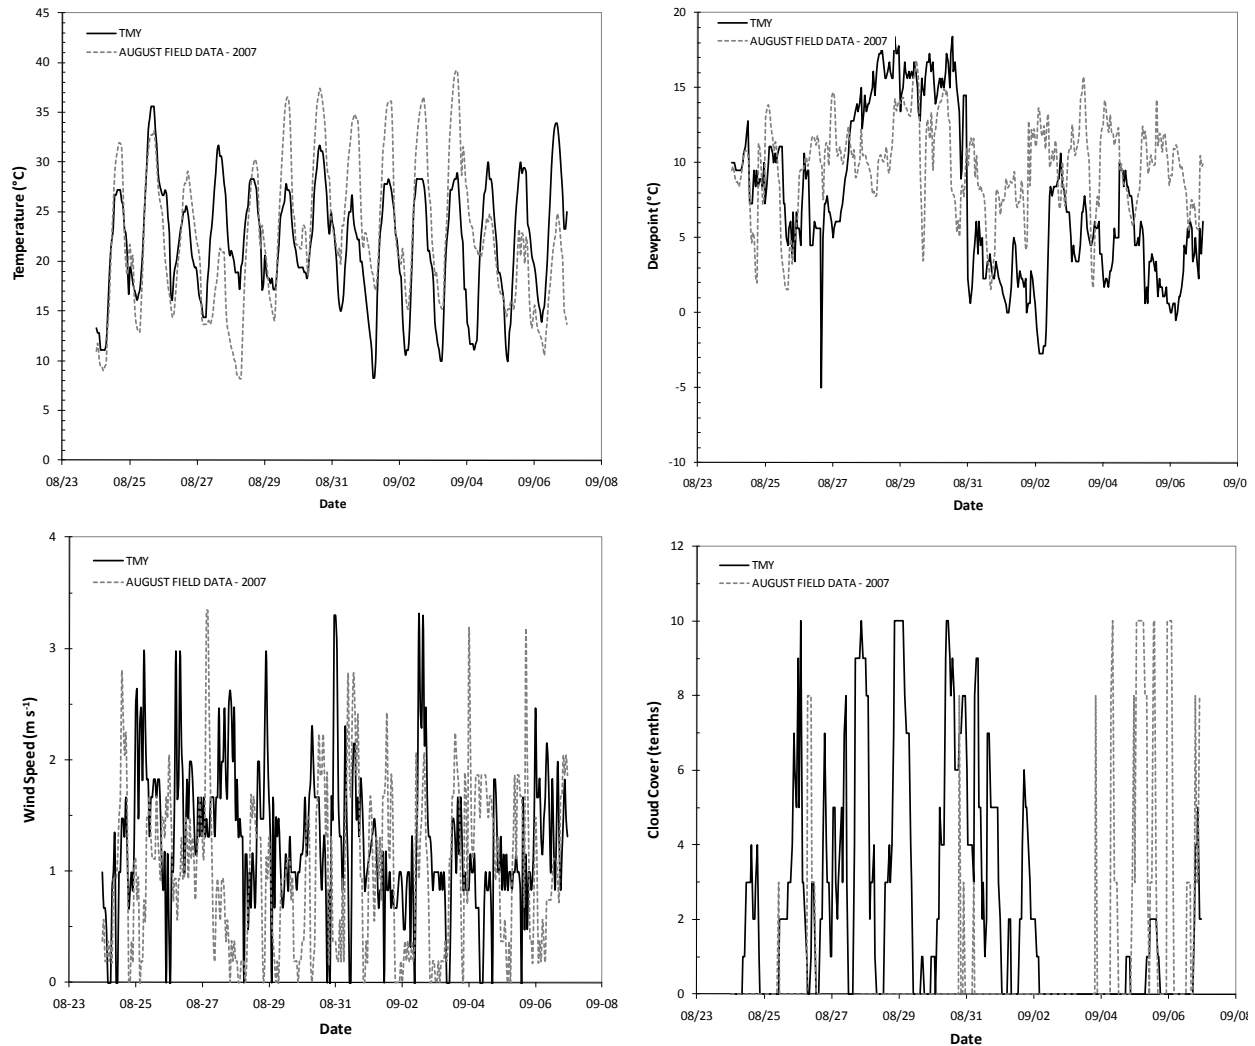 45
40
35
30
25
20
15
10
5
0
Temperature (°C)
TMY
AUGUST FIELD DATA - 2007
08/23 08/25 08/27 08/29 08/31 09/02 09/04 09/06 09/08
Date
20
15
10
5
0
-5
-10
Dewpoint (°C)
TMY
AUGUST FIELD DATA - 2007
08/23 08/25 08/27 08/29 08/31 09/02 09/04 09/06 09/0
Date
4
3
2
1
0
Wind Speed (m s-1)
TMY
AUGUST FIELD DATA - 2007
08-23 08-25 08-27 08-29 08-31 09-02 09-04 09-06 09-08
Date
12
10
8
6
4
2
0
Cloud Cover (tenths)
TMY
AUGUST FIELD DATA - 2007
08/23 08/25 08/27 08/29 08/31 09/02 09/04 09/06 09/08
Date